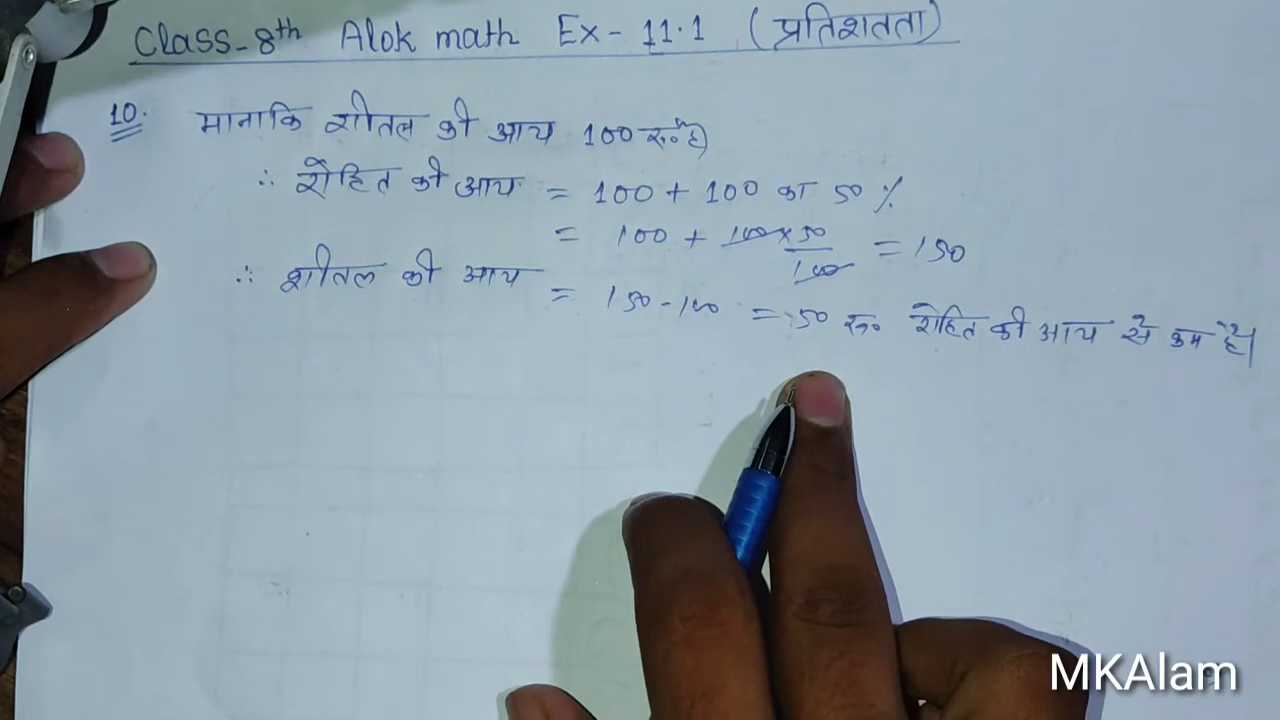 Class-8th Alok math Ex-11.1 (प्रतिशतता)
10. मानाकि शीतल की आय 100 रु० है।
∴ रोहित की आय = 100 + 100 का 50%
= 100 + 100×50/100 = 150
∴ शीतल की आय = 150-100 = 50 रु० रोहित की आय से कम है।
MKAlam